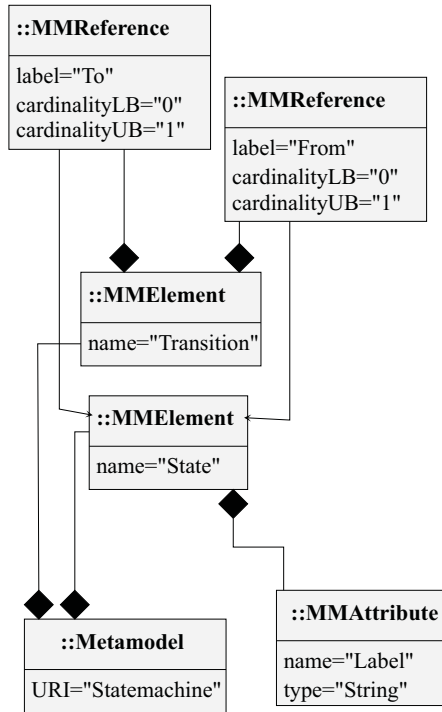 ::MMReference
label="To"
cardinalityLB="0"
cardinalityUB="1"
::MMReference
label="From"
cardinalityLB="0"
cardinalityUB="1"
::MMElement
name="Transition"
::MMElement
name="State"
::Metamodel
URI="Statemachine"
::MMAttribute
name="Label"
type="String"